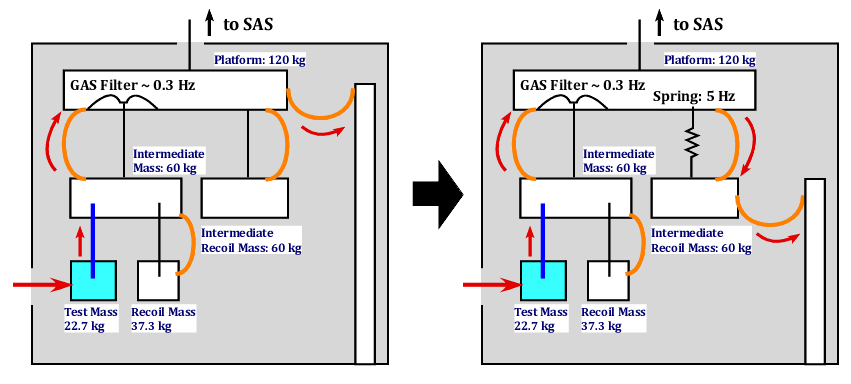 to SAS
Platform: 120 kg
GAS Filter ~ 0.3 Hz
Intermediate
Mass: 60 kg
Intermediate
Recoil Mass: 60 kg
Test Mass
22.7 kg
Recoil Mass
37.3 kg
to SAS
Platform: 120 kg
GAS Filter ~ 0.3 Hz
Spring: 5 Hz
Intermediate
Mass: 60 kg
Intermediate
Recoil Mass: 60 kg
Test Mass
22.7 kg
Recoil Mass
37.3 kg